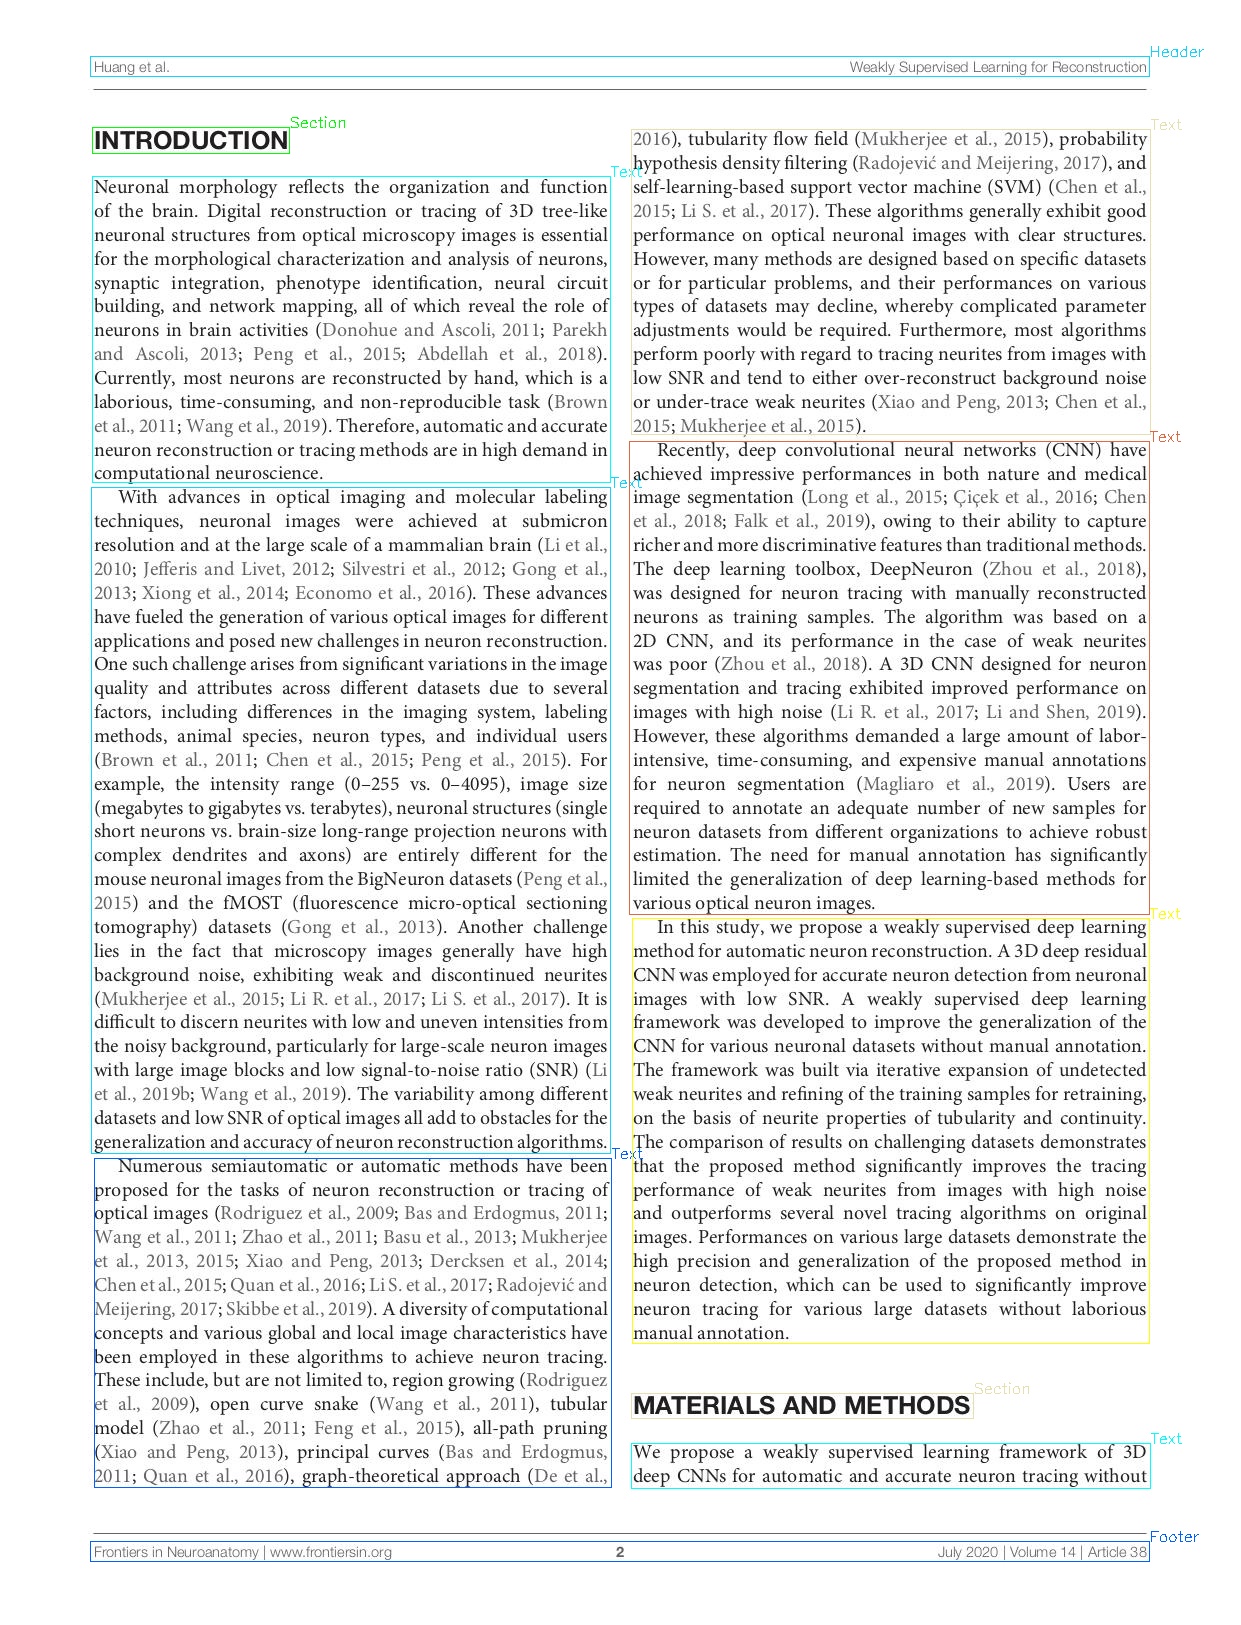 Header
Huang et al.
Weakly Supervised Learning for Reconstruction
Section
INTRODUCTION
Text
Neuronal morphology reflects the organization and function
of the brain. Digital reconstruction or tracing of 3D tree-like
neuronal structures from optical microscopy images is essential
for the morphological characterization and analysis of neurons,
synaptic integration, phenotype identification, neural circuit
building, and network mapping, all of which reveal the role of
neurons in brain activities (Donohue and Ascoli, 2011; Parekh
and Ascoli, 2013; Peng et al., 2015; Abdellah et al., 2018).
Currently, most neurons are reconstructed by hand, which is a
laborious, time-consuming, and non-reproducible task (Brown
et al., 2011; Wang et al., 2019). Therefore, automatic and accurate
neuron reconstruction or tracing methods are in high demand in
computational neuroscience.
Text
With advances in optical imaging and molecular labeling
techniques, neuronal images were achieved at submicron
resolution and at the large scale of a mammalian brain (Li et al.,
2010; Jefferis and Livet, 2012; Silvestri et al., 2012; Gong et al.,
2013; Xiong et al., 2014; Economo et al., 2016). These advances
have fueled the generation of various optical images for different
applications and posed new challenges in neuron reconstruction.
One such challenge arises from significant variations in the image
quality and attributes across different datasets due to several
factors, including differences in the imaging system, labeling
methods, animal species, neuron types, and individual users
(Brown et al., 2011; Chen et al., 2015; Peng et al., 2015). For
example, the intensity range (0–255 vs. 0–4095), image size
(megabytes to gigabytes vs. terabytes), neuronal structures (single
short neurons vs. brain-size long-range projection neurons with
complex dendrites and axons) are entirely different for the
mouse neuronal images from the BigNeuron datasets (Peng et al.,
2015) and the fMOST (fluorescence micro-optical sectioning
tomography) datasets (Gong et al., 2013). Another challenge
lies in the fact that microscopy images generally have high
background noise, exhibiting weak and discontinued neurites
(Mukherjee et al., 2015; Li R. et al., 2017; Li S. et al., 2017). It is
difficult to discern neurites with low and uneven intensities from
the noisy background, particularly for large-scale neuron images
with large image blocks and low signal-to-noise ratio (SNR) (Li
et al., 2019b; Wang et al., 2019). The variability among different
datasets and low SNR of optical images all add to obstacles for the
generalization and accuracy of neuron reconstruction algorithms.
Text
Numerous semiautomatic or automatic methods have been
proposed for the tasks of neuron reconstruction or tracing of
optical images (Rodriguez et al., 2009; Bas and Erdogmus, 2011;
Wang et al., 2011; Zhao et al., 2011; Basu et al., 2013; Mukherjee
et al., 2013, 2015; Xiao and Peng, 2013; Dercksen et al., 2014;
Chen et al., 2015; Quan et al., 2016; Li S. et al., 2017; Radojević and
Meijering, 2017; Skibbe et al., 2019). A diversity of computational
concepts and various global and local image characteristics have
been employed in these algorithms to achieve neuron tracing.
These include, but are not limited to, region growing (Rodriguez
et al., 2009), open curve snake (Wang et al., 2011), tubular
model (Zhao et al., 2011; Feng et al., 2015), all-path pruning
(Xiao and Peng, 2013), principal curves (Bas and Erdogmus,
2011; Quan et al., 2016), graph-theoretical approach (De et al.,
Text
2016), tubularity flow field (Mukherjee et al., 2015), probability
hypothesis density filtering (Radojević and Meijering, 2017), and
self-learning-based support vector machine (SVM) (Chen et al.,
2015; Li S. et al., 2017). These algorithms generally exhibit good
performance on optical neuronal images with clear structures.
However, many methods are designed based on specific datasets
or for particular problems, and their performances on various
types of datasets may decline, whereby complicated parameter
adjustments would be required. Furthermore, most algorithms
perform poorly with regard to tracing neurites from images with
low SNR and tend to either over-reconstruct background noise
or under-trace weak neurites (Xiao and Peng, 2013; Chen et al.,
2015; Mukherjee et al., 2015).
Text
Recently, deep convolutional neural networks (CNN) have
achieved impressive performances in both nature and medical
image segmentation (Long et al., 2015; Çiçek et al., 2016; Chen
et al., 2018; Falk et al., 2019), owing to their ability to capture
richer and more discriminative features than traditional methods.
The deep learning toolbox, DeepNeuron (Zhou et al., 2018),
was designed for neuron tracing with manually reconstructed
neurons as training samples. The algorithm was based on a
2D CNN, and its performance in the case of weak neurites
was poor (Zhou et al., 2018). A 3D CNN designed for neuron
segmentation and tracing exhibited improved performance on
images with high noise (Li R. et al., 2017; Li and Shen, 2019).
However, these algorithms demanded a large amount of labor-
intensive, time-consuming, and expensive manual annotations
for neuron segmentation (Magliaro et al., 2019). Users are
required to annotate an adequate number of new samples for
neuron datasets from different organizations to achieve robust
estimation. The need for manual annotation has significantly
limited the generalization of deep learning-based methods for
various optical neuron images.
Text
In this study, we propose a weakly supervised deep learning
method for automatic neuron reconstruction. A 3D deep residual
CNN was employed for accurate neuron detection from neuronal
images with low SNR. A weakly supervised deep learning
framework was developed to improve the generalization of the
CNN for various neuronal datasets without manual annotation.
The framework was built via iterative expansion of undetected
weak neurites and refining of the training samples for retraining,
on the basis of neurite properties of tubularity and continuity.
The comparison of results on challenging datasets demonstrates
that the proposed method significantly improves the tracing
performance of weak neurites from images with high noise
and outperforms several novel tracing algorithms on original
images. Performances on various large datasets demonstrate the
high precision and generalization of the proposed method in
neuron detection, which can be used to significantly improve
neuron tracing for various large datasets without laborious
manual annotation.
Section
MATERIALS AND METHODS
Text
We propose a weakly supervised learning framework of 3D
deep CNNs for automatic and accurate neuron tracing without
Footer
Frontiers in Neuroanatomy | www.frontiersin.org
2
July 2020 | Volume 14 | Article 38